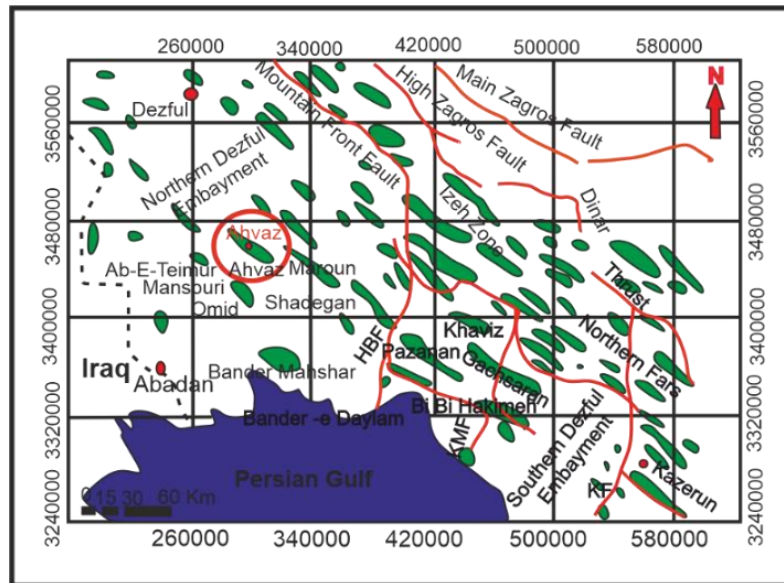 260000 340000 420000 500000 580000
N
Main Zagros Fault
High Zagros Fault
Mountain Front Fault
Dezful
3560000 3560000
Northern Dezful
Embayment
Izeh Zone
Dinar
3480000 3480000
Ahvaz
Ab-E-Teimur Ahvaz Maroun
Mansouri
Omid Shadegan
Thrust
3400000 3400000
HBF
Khaviz
Northern Fars
Pazanan
Gachsaran
Iraq
Abadan
Bander Mahshar
Bi Bi Hakimeh
3320000 3320000
Bander -e Daylam
KMF
Southern Dezful
Embayment
Persian Gulf
Kazerun
KF
0 15 30 60 Km
3240000 3240000
260000 340000 420000 500000 580000